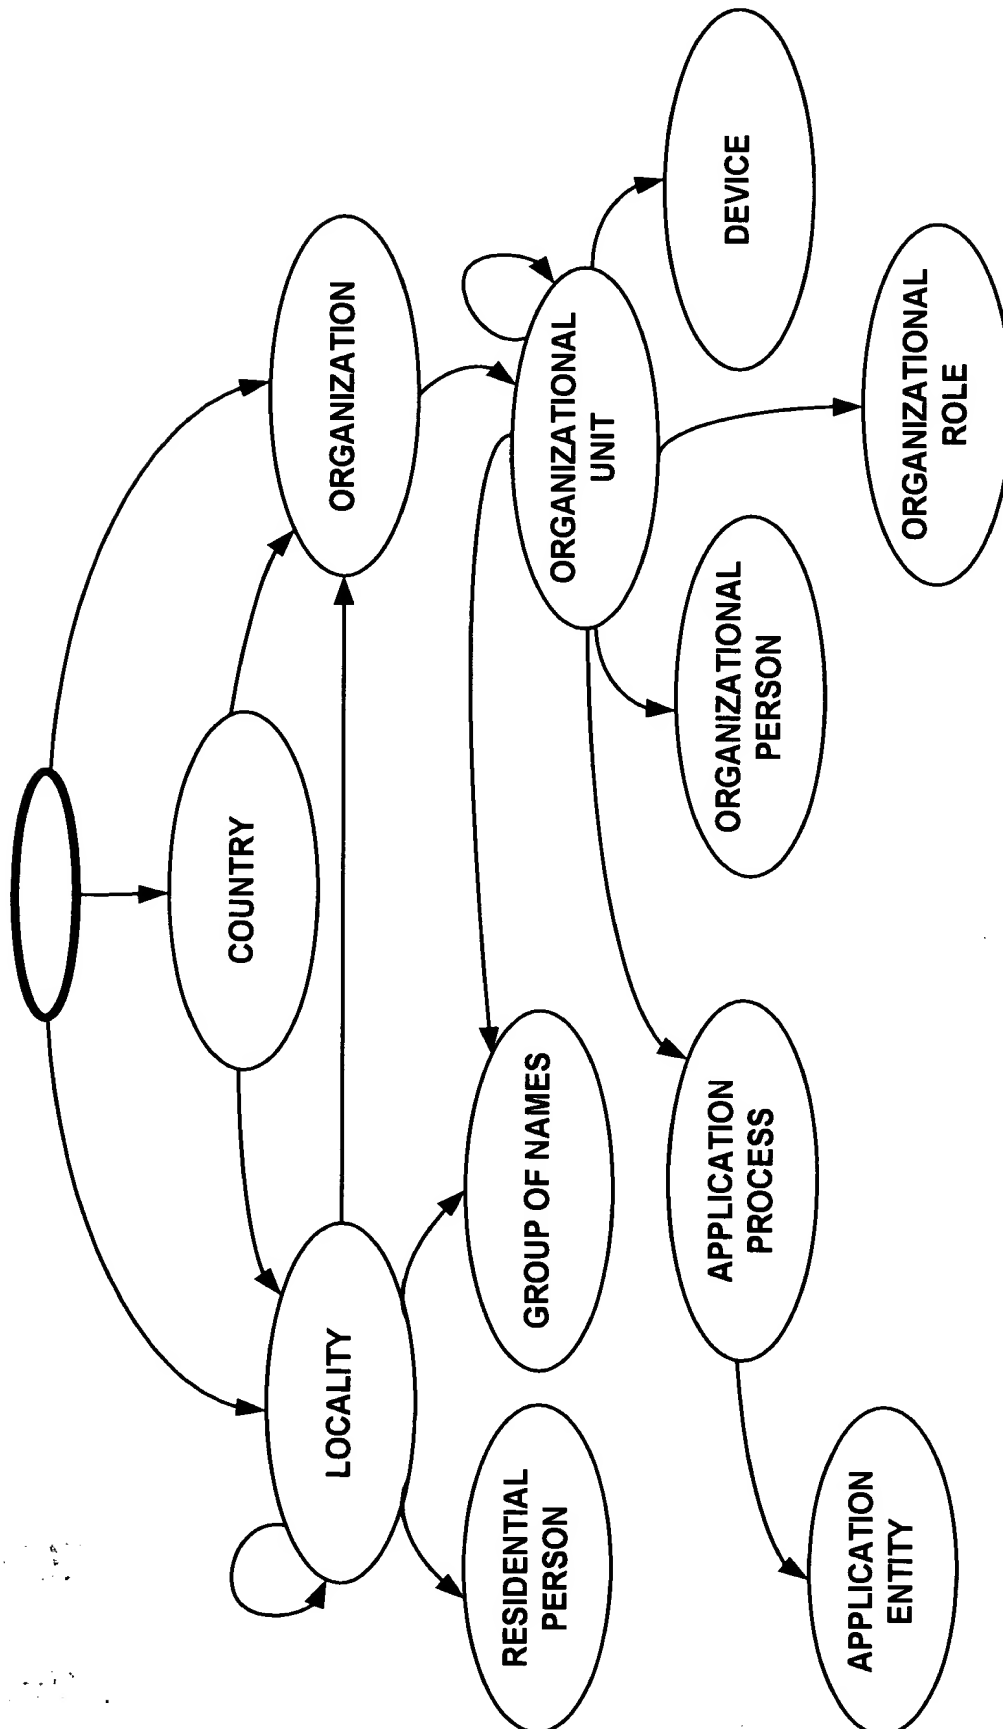 COUNTRY
LOCALITY
ORGANIZATION
RESIDENTIAL
PERSON
GROUP OF NAMES
ORGANIZATIONAL
UNIT
APPLICATION
PROCESS
ORGANIZATIONAL
PERSON
DEVICE
APPLICATION
ENTITY
ORGANIZATIONAL
ROLE